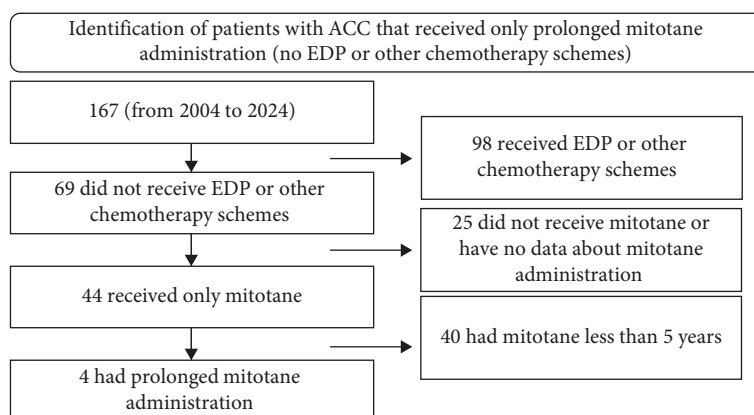 Identification of patients with ACC that received only prolonged mitotane
administration (no EDP or other chemotherapy schemes)
167 (from 2004 to 2024)
98 received EDP or other
chemotherapy schemes
69 did not receive EDP or other
chemotherapy schemes
25 did not receive mitotane or
have no data about mitotane
administration
44 received only mitotane
40 had mitotane less than 5 years
4 had prolonged mitotane
administration